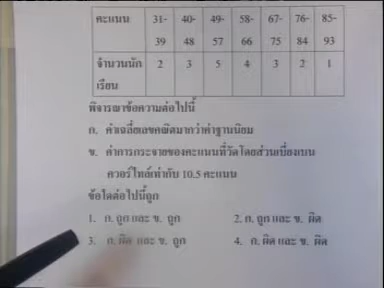 คะแนน 31- 40- 49- 58- 67- 76- 85-
39 48 57 66 75 84 93
จำนวนนัก 2 3 5 4 3 2 1
เรียน
พิจารณาข้อความต่อไปนี้
ก. ค่าเฉลี่ยเลขคณิตมากกว่าค่าฐานนิยม
ข. ค่าการกระจายของคะแนนที่วัดโดยส่วนเบี่ยงเบน
ควอร์ไทล์เท่ากับ 10.5 คะแนน
ข้อใดต่อไปนี้ถูก
1. ก. ถูก และ ข. ถูก 2. ก. ถูก และ ข. ผิด
3. ก. ผิด และ ข. ถูก 4. ก. ผิด และ ข. ผิด